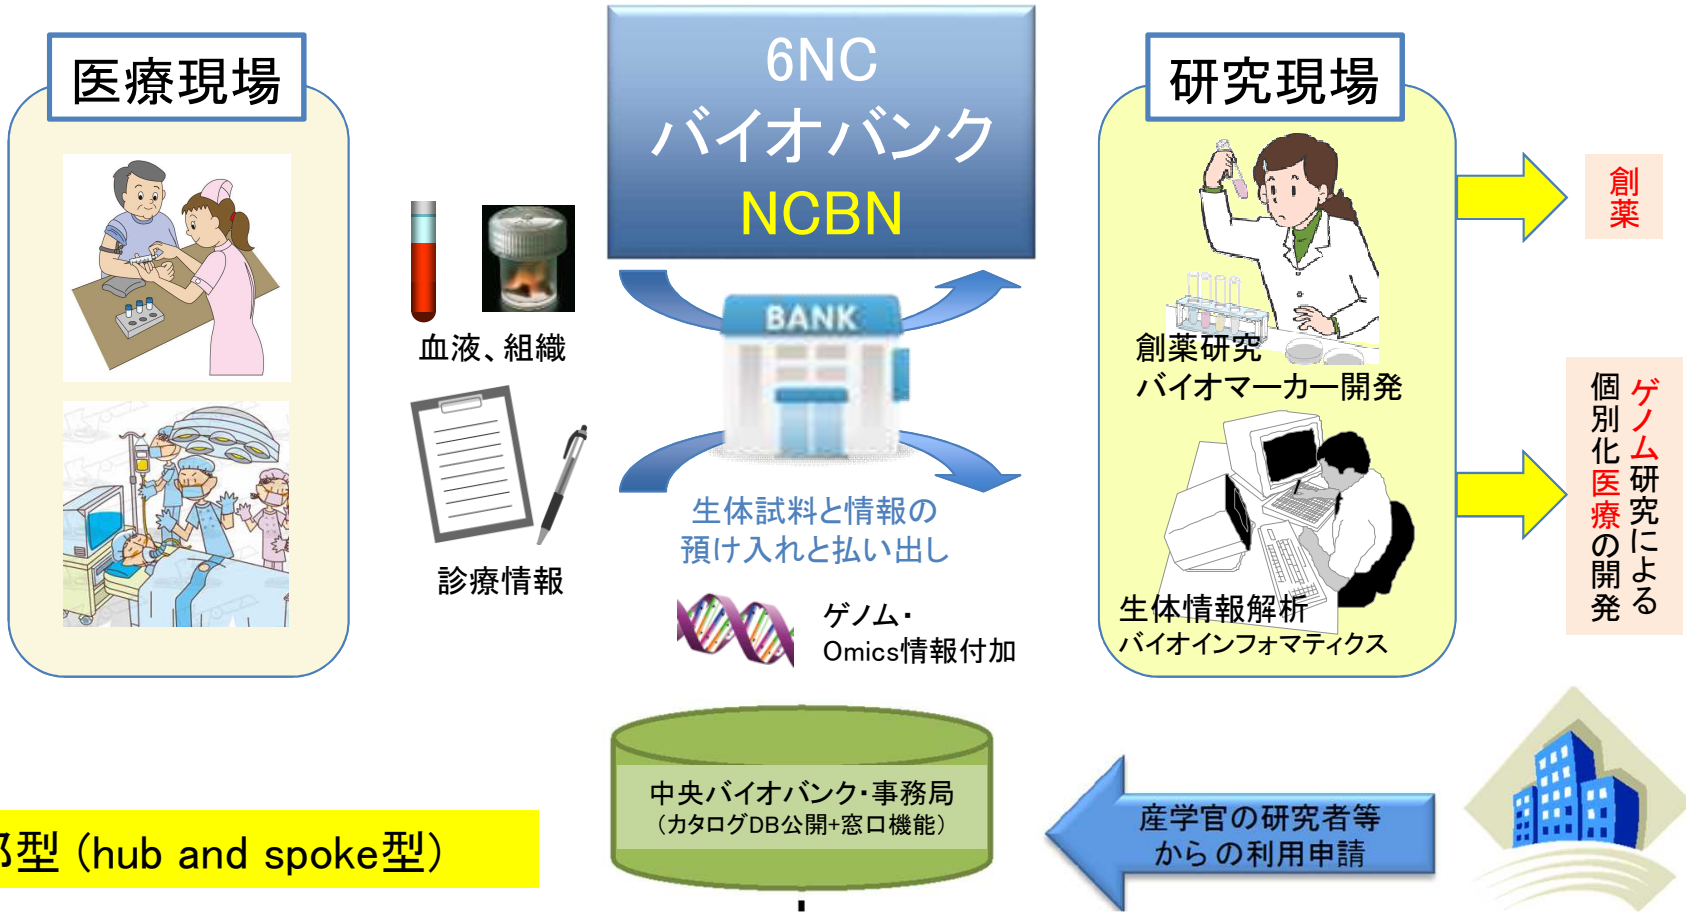 医療現場
血液、組織
診療情報
6NC
バイオバンク
NCBN
BANK
生体試料と情報の
預け入れと払い出し
ゲノム・
Omics情報付加
研究現場
創薬研究
バイオマーカー開発
生体情報解析
バイオインフォマティクス
創薬
ゲノム研究による
個別化医療の開発
中央バイオバンク・事務局
（カタログDB公開+窓口機能）
産学官の研究者等
からの利用申請
型 (hub and spoke型)